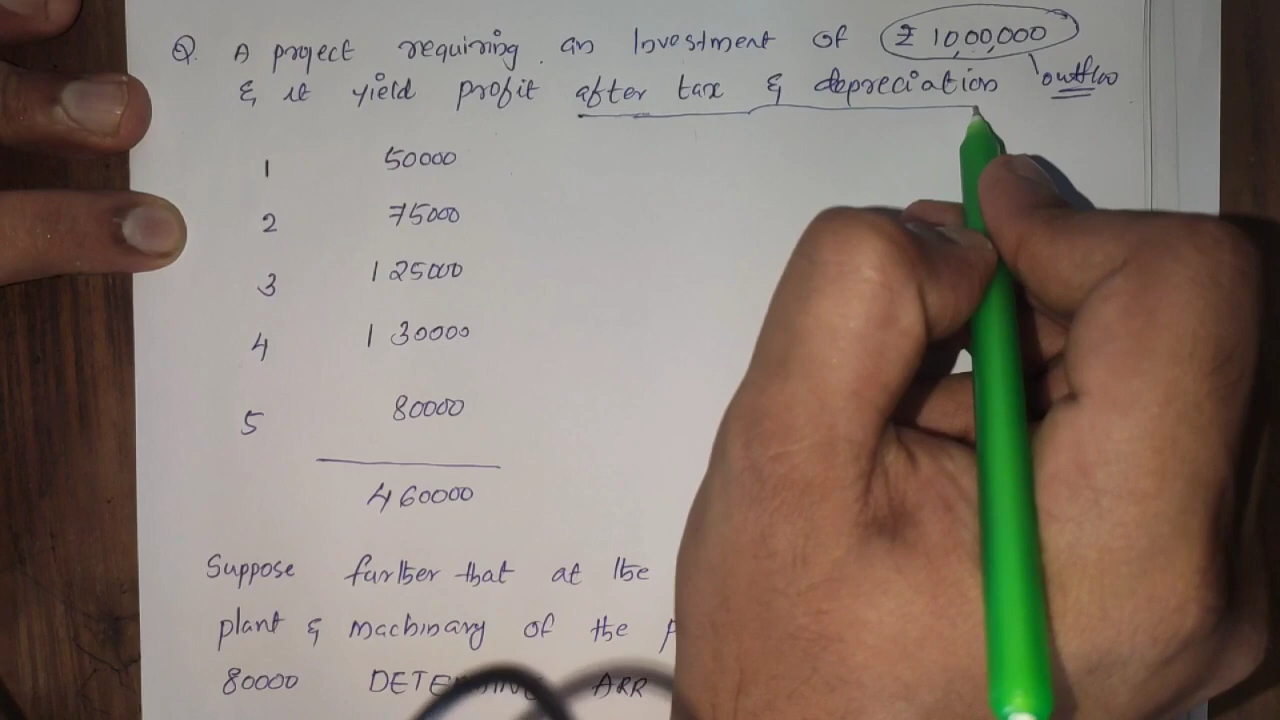 Q. A project requiring an Investment of ₹ 10,00,000
& it yield profit after tax & depreciation outflow
1 50000
2 75000
3 125000
4 130000
5 80000
460000
Suppose further that at the
plant & machinary of the
80000 DETERMINE ARR